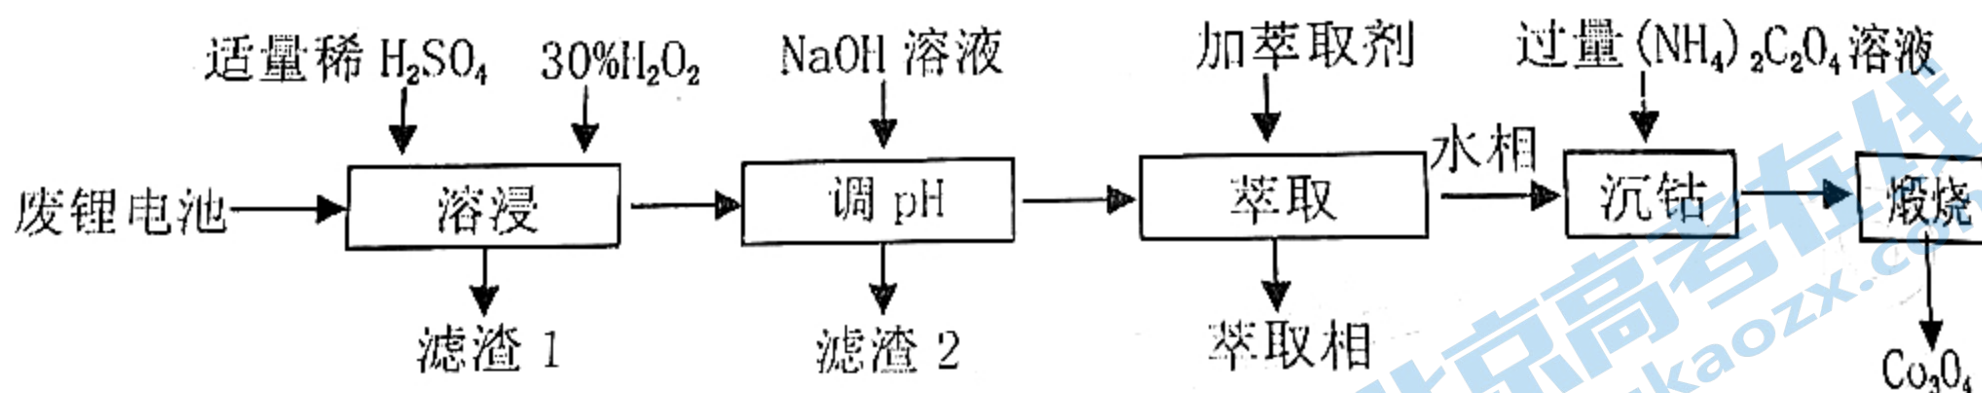 适量稀 H₂SO₄ 30%H₂O₂ NaOH 溶液 加萃取剂 过量(NH₄)₂C₂O₄溶液
废锂电池 溶浸 调 pH 萃取 水相 沉钴 煅烧
滤渣 1 滤渣 2 萃取相 Co₃O₄
北京高考在线
kaozx.com